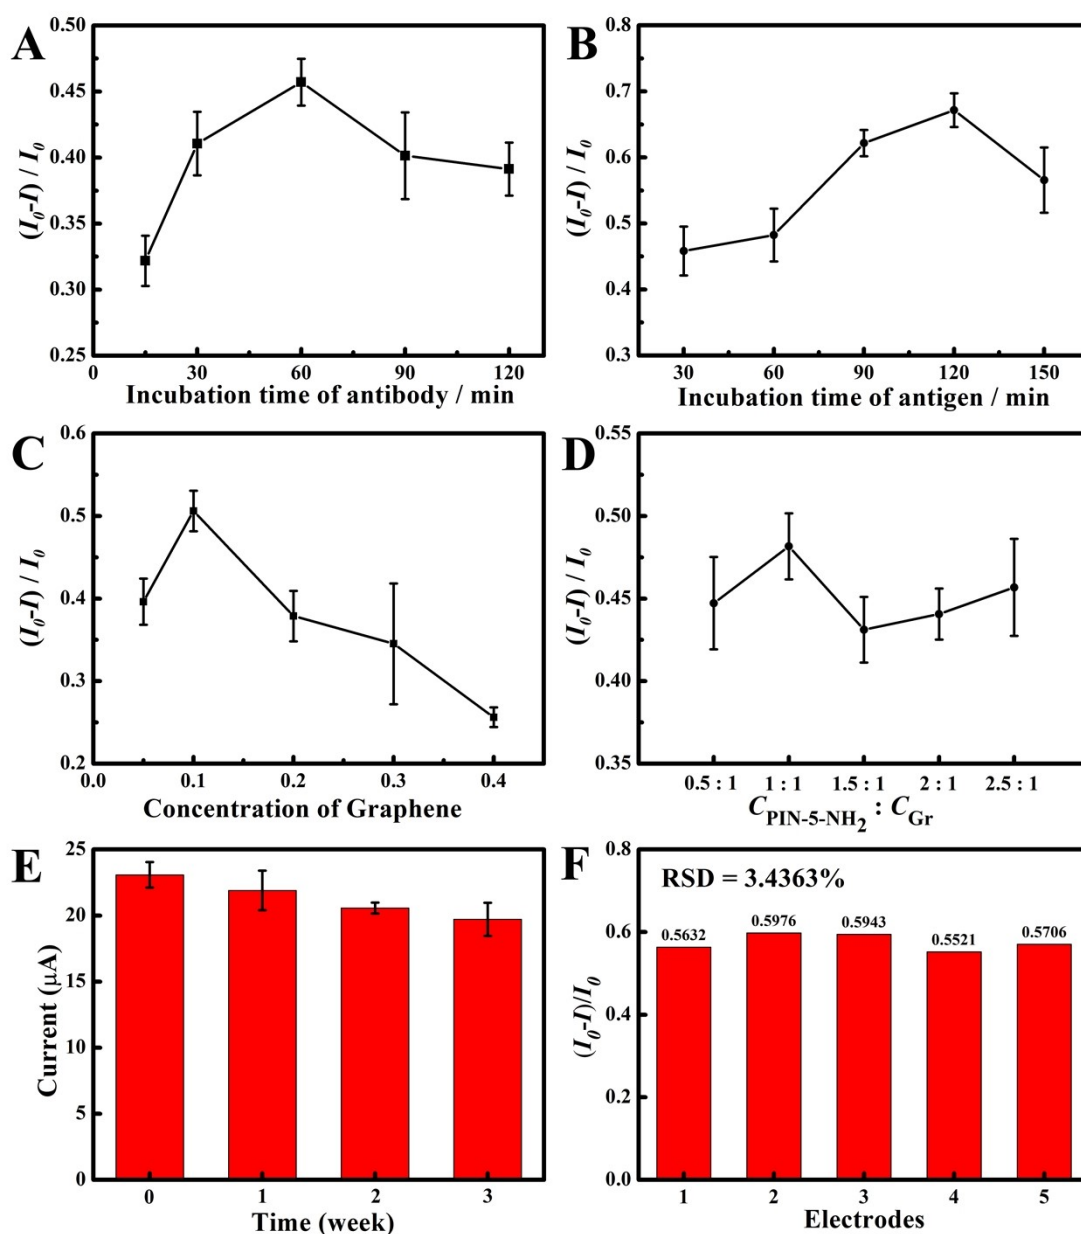 A
0.50
0.45
0.40
0.35
0.30
0.25
(I₀-I) / I₀
0 30 60 90 120
Incubation time of antibody / min
B
0.8
0.7
0.6
0.5
0.4
0.3
(I₀-I) / I₀
30 60 90 120 150
Incubation time of antigen / min
C
0.6
0.5
0.4
0.3
0.2
(I₀-I) / I₀
0.0 0.1 0.2 0.3 0.4
Concentration of Graphene
D
0.55
0.50
0.45
0.40
0.35
(I₀-I) / I₀
0.5 : 1 1 : 1 1.5 : 1 2 : 1 2.5 : 1
C PIN-5-NH₂ : C Gr
E
25
20
15
10
5
0
Current (μA)
0 1 2 3
Time (week)
F
RSD = 3.4363%
0.8
0.6
0.4
0.2
0.0
(I₀-I)/I₀
0.5632 0.5976 0.5943 0.5521 0.5706
1 2 3 4 5
Electrodes